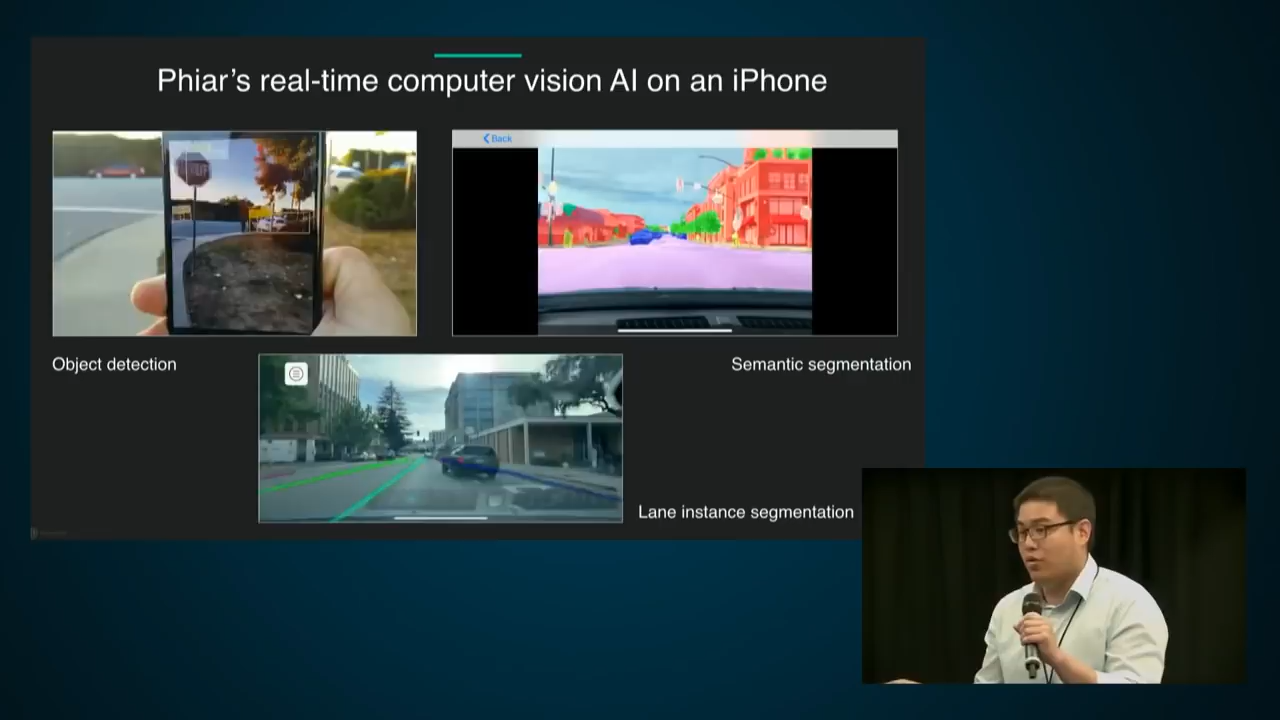 Phiar's real-time computer vision AI on an iPhone
Back
Object detection
Semantic segmentation
Lane instance segmentation